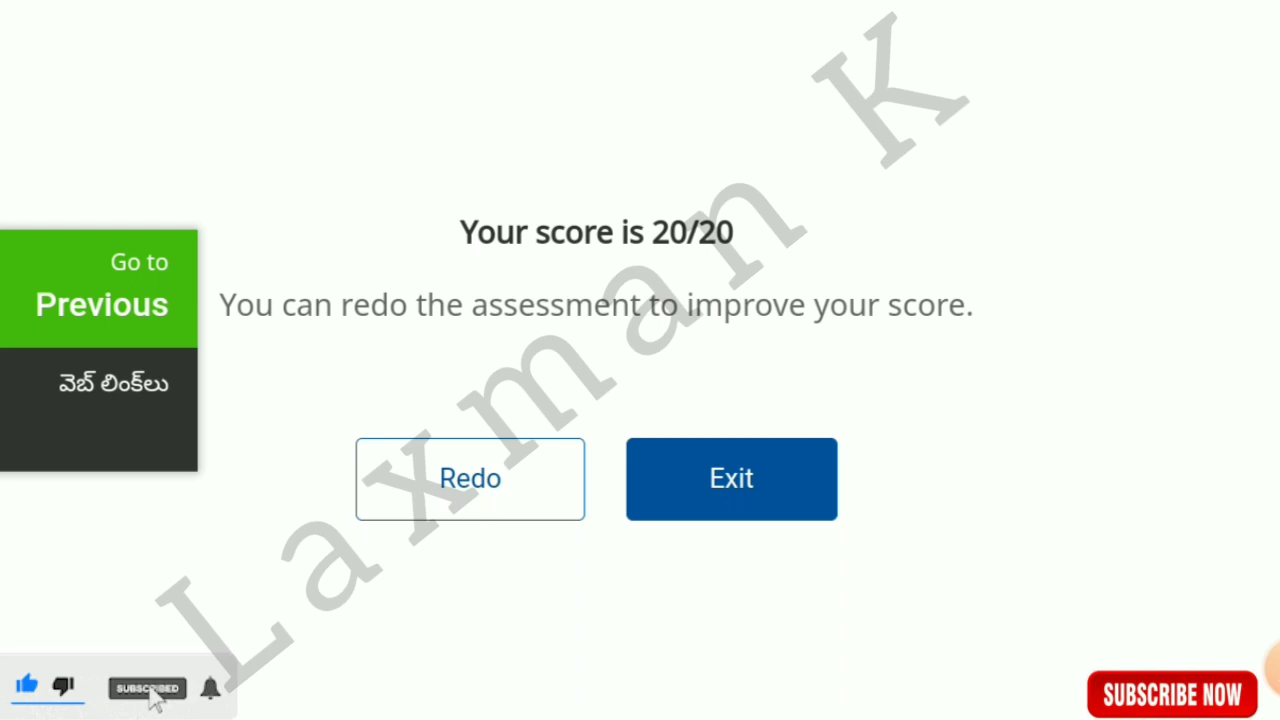 Laxman K
Your score is 20/20
Go to
Previous
You can redo the assessment to improve your score.
వెబ్ లింక్‌లు
Redo
Exit
SUBSCRIBED
SUBSCRIBE NOW